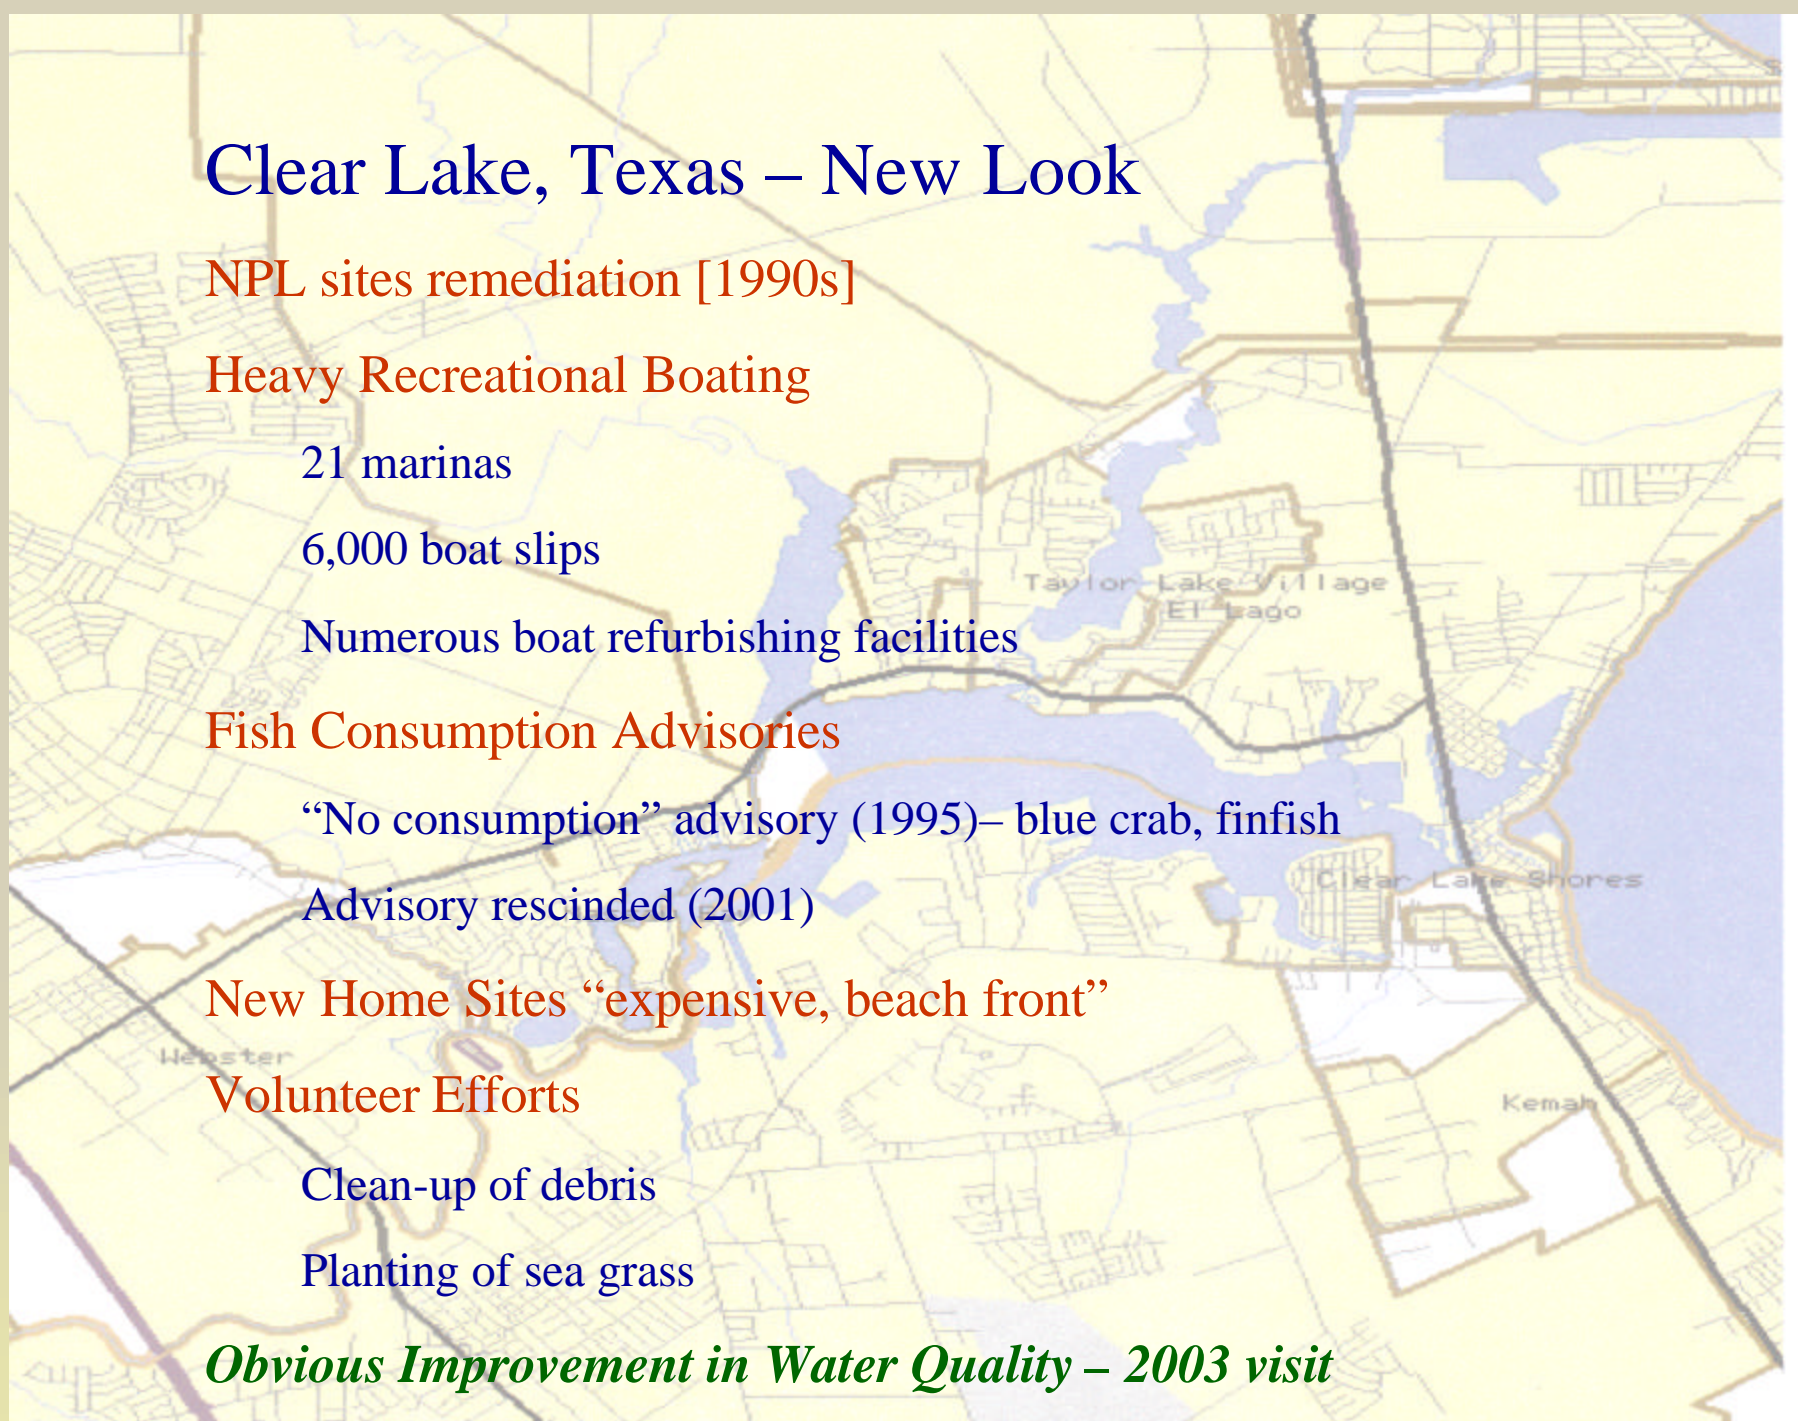 Clear Lake, Texas – New Look
NPL sites remediation [1990s]
Heavy Recreational Boating
21 marinas
6,000 boat slips
Taylor Lake Village
El Lago
Numerous boat refurbishing facilities
Fish Consumption Advisories
“No consumption” advisory (1995)– blue crab, finfish
Clear Lake Shores
Advisory rescinded (2001)
New Home Sites “expensive, beach front”
Webster
Volunteer Efforts
Kemah
Clean-up of debris
Planting of sea grass
Obvious Improvement in Water Quality – 2003 visit